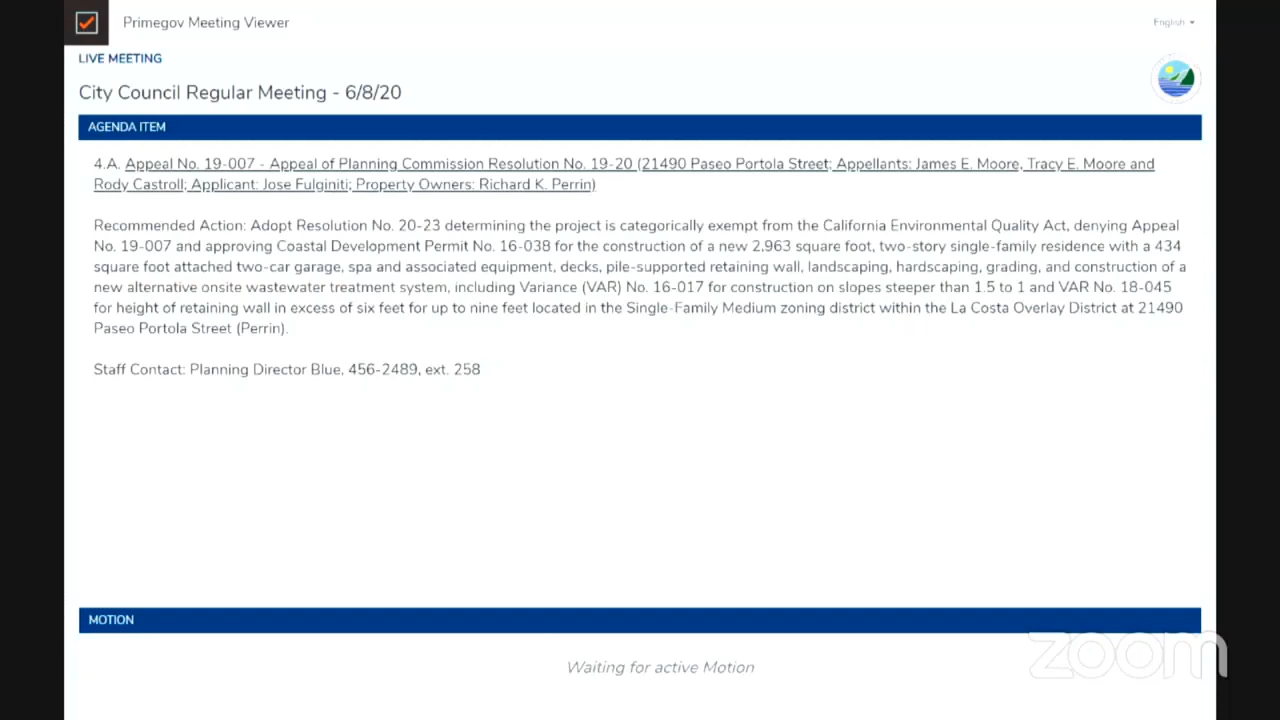 Primegov Meeting Viewer
English
LIVE MEETING
City Council Regular Meeting - 6/8/20
AGENDA ITEM
4.A. Appeal No. 19-007 - Appeal of Planning Commission Resolution No. 19-20 (21490 Paseo Portola Street; Appellants: James E. Moore, Tracy E. Moore and
Rody Castroll; Applicant: Jose Fulginiti; Property Owners: Richard K. Perrin)
Recommended Action: Adopt Resolution No. 20-23 determining the project is categorically exempt from the California Environmental Quality Act, denying Appeal
No. 19-007 and approving Coastal Development Permit No. 16-038 for the construction of a new 2,963 square foot, two-story single-family residence with a 434
square foot attached two-car garage, spa and associated equipment, decks, pile-supported retaining wall, landscaping, hardscaping, grading, and construction of a
new alternative onsite wastewater treatment system, including Variance (VAR) No. 16-017 for construction on slopes steeper than 1.5 to 1 and VAR No. 18-045
for height of retaining wall in excess of six feet for up to nine feet located in the Single-Family Medium zoning district within the La Costa Overlay District at 21490
Paseo Portola Street (Perrin).
Staff Contact: Planning Director Blue, 456-2489, ext. 258
MOTION
Waiting for active Motion
zoom